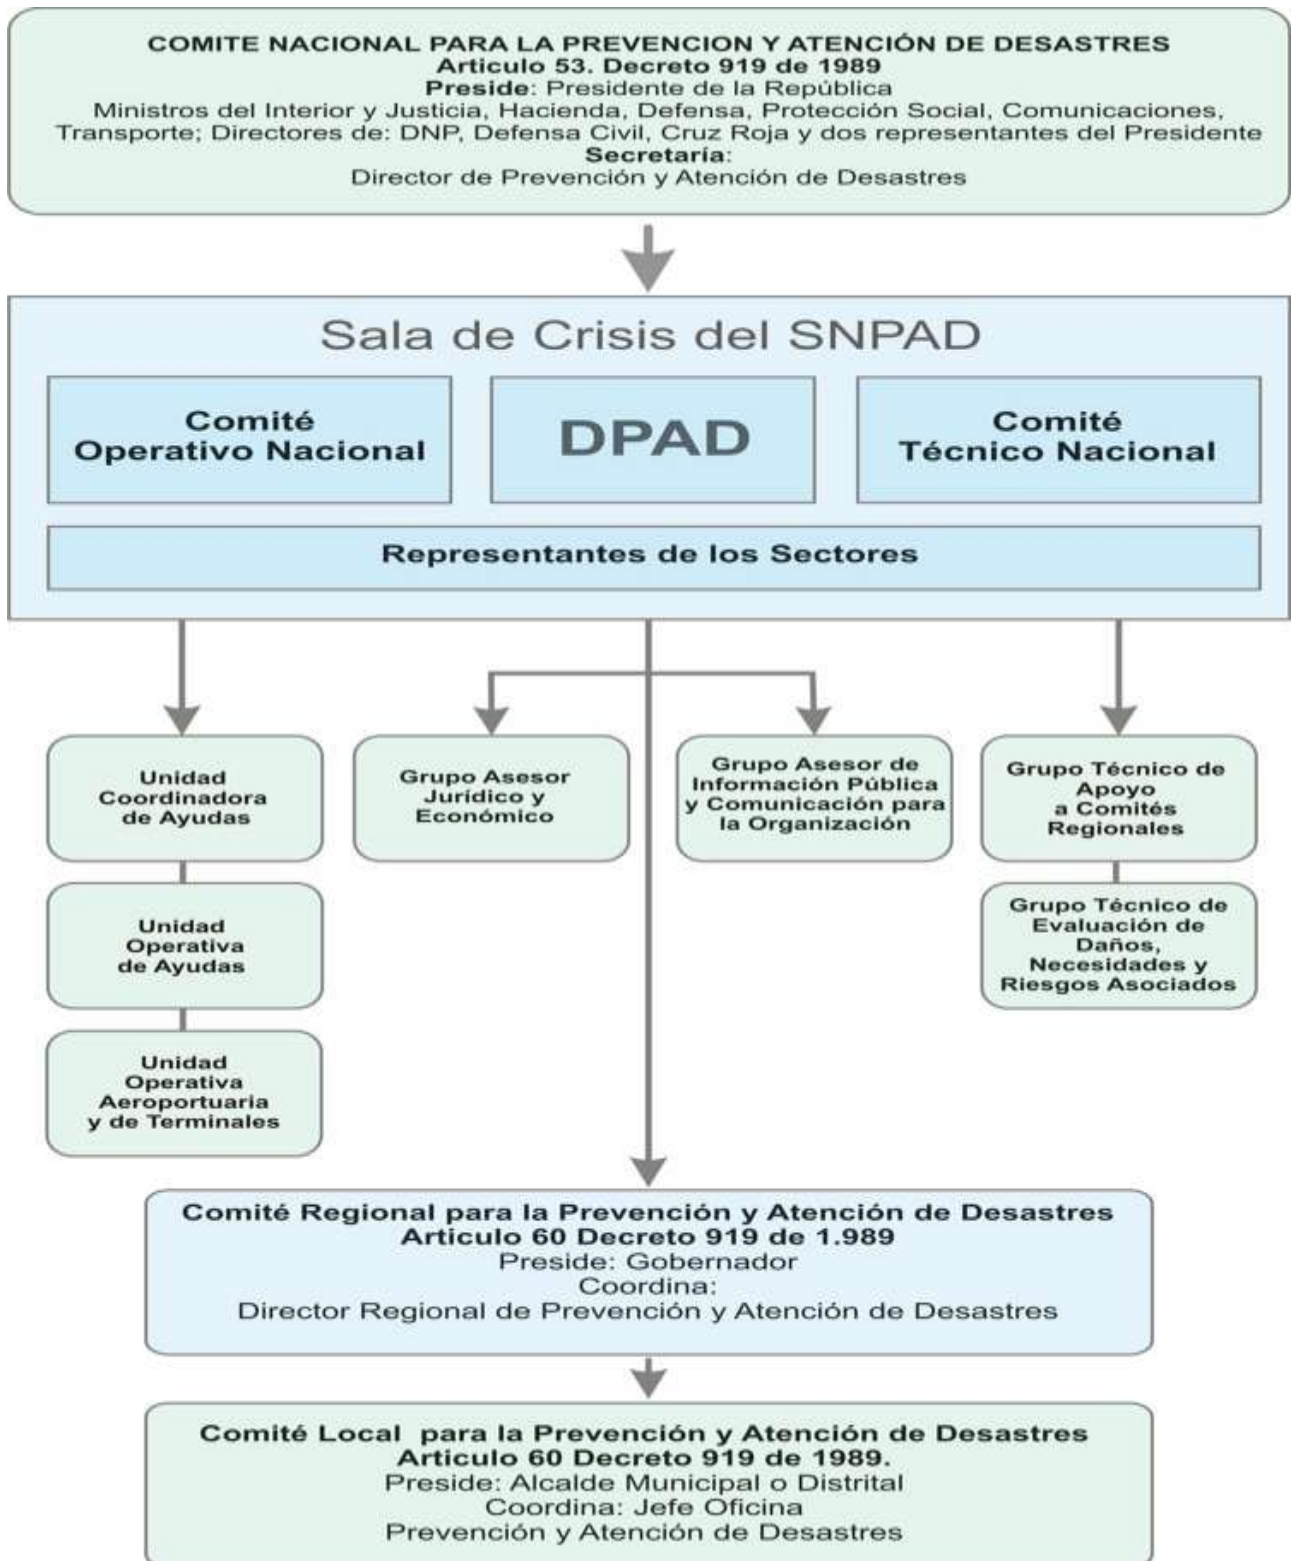 COMITE NACIONAL PARA LA PREVENCION Y ATENCIÓN DE DESASTRES
Articulo 53. Decreto 919 de 1989
Preside: Presidente de la República
Ministros del Interior y Justicia, Hacienda, Defensa, Protección Social, Comunicaciones,
Transporte; Directores de: DNP, Defensa Civil, Cruz Roja y dos representantes del Presidente
Secretaría:
Director de Prevención y Atención de Desastres
Sala de Crisis del SNPAD
Comité
Operativo Nacional
DPAD
Comité
Técnico Nacional
Representantes de los Sectores
Unidad
Coordinadora
de Ayudas
Grupo Asesor
Jurídico y
Económico
Grupo Asesor de
Información Pública
y Comunicación para
la Organización
Grupo Técnico de
Apoyo
a Comités
Regionales
Unidad
Operativa
de Ayudas
Grupo Técnico de
Evaluación de
Daños,
Necesidades y
Riesgos Asociados
Unidad
Operativa
Aeroportuaria
y de Terminales
Comité Regional para la Prevención y Atención de Desastres
Articulo 60 Decreto 919 de 1.989
Preside: Gobernador
Coordina:
Director Regional de Prevención y Atención de Desastres
Comité Local para la Prevención y Atención de Desastres
Articulo 60 Decreto 919 de 1989.
Preside: Alcalde Municipal o Distrital
Coordina: Jefe Oficina
Prevención y Atención de Desastres